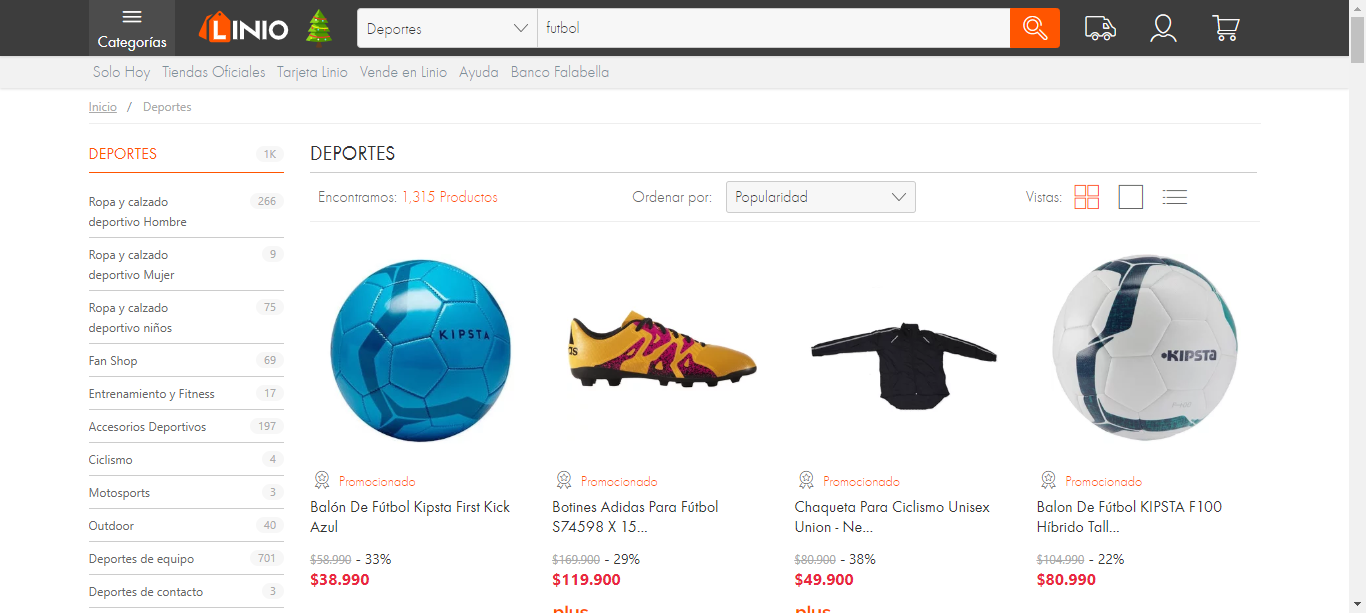 Categorías
LINIO
Deportes
futbol
Solo Hoy Tiendas Oficiales Tarjeta Linio Vende en Linio Ayuda Banco Falabella
Inicio / Deportes
DEPORTES 1K
Ropa y calzado deportivo Hombre 266
Ropa y calzado deportivo Mujer 9
Ropa y calzado deportivo niños 75
Fan Shop 69
Entrenamiento y Fitness 17
Accesorios Deportivos 197
Ciclismo 4
Motosports 3
Outdoor 40
Deportes de equipo 701
Deportes de contacto 3
DEPORTES
Encontramos: 1,315 Productos
Ordenar por: Popularidad
Vistas:
KIPSTA
Promocionado
Balón De Fútbol Kipsta First Kick
Azul
$58.990 - 33%
$38.990
adidas
Promocionado
Botines Adidas Para Fútbol
S74598 X 15...
$169.900 - 29%
$119.900
plus
Promocionado
Chaqueta Para Ciclismo Unisex
Union - Ne...
$80.900 - 38%
$49.900
plus
KIPSTA
Promocionado
Balon De Fútbol KIPSTA F100
Híbrido Tall...
$104.990 - 22%
$80.990